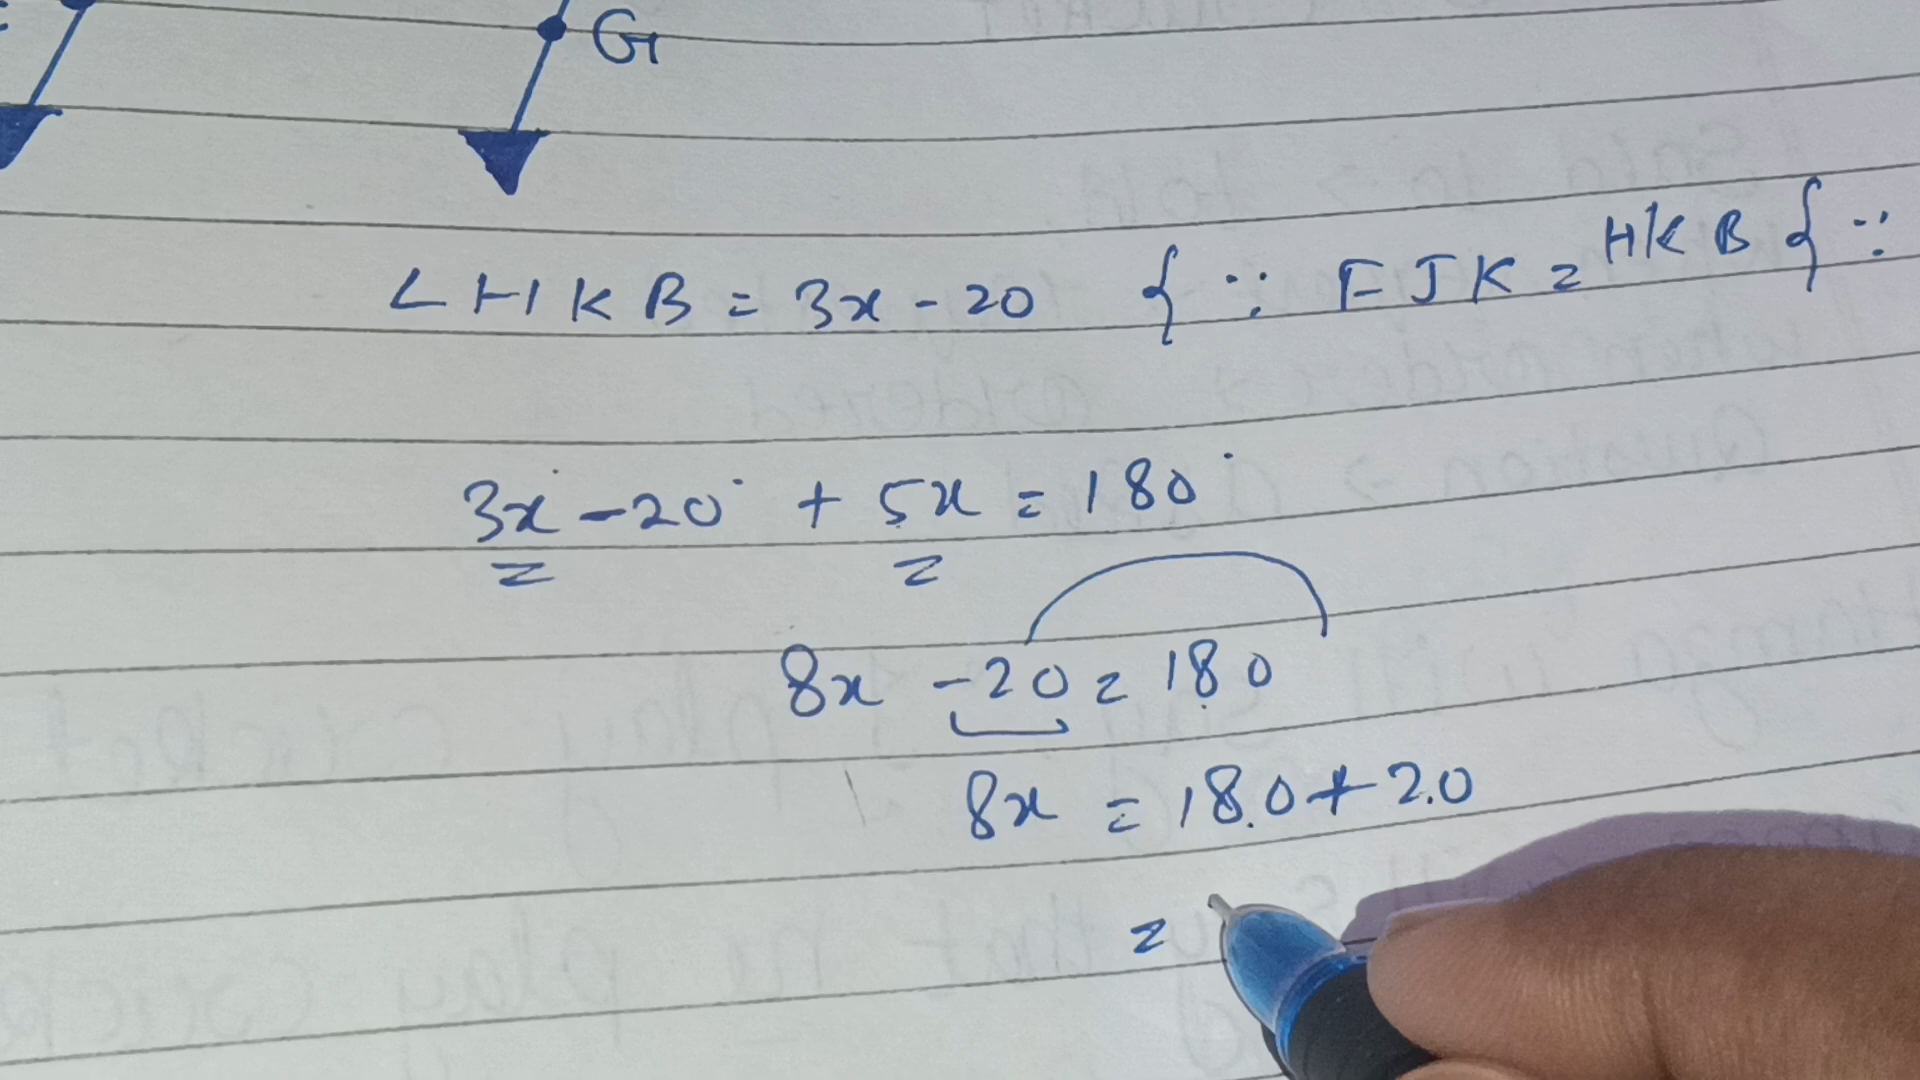 G
∠HKB = 3x - 20 { ∵ FJK = HKB { ∵
3x° - 20° + 5x = 180°
8x - 20 = 180
8x = 180 + 20
=